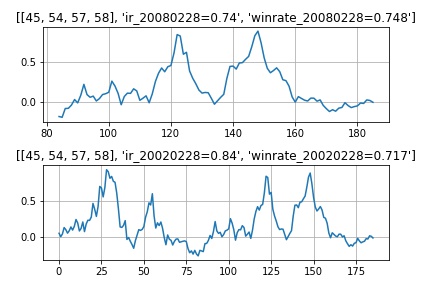 [[45, 54, 57, 58], 'ir_20080228=0.74', 'winrate_20080228=0.748']
0.5
0.0
80 100 120 140 160 180
[[45, 54, 57, 58], 'ir_20020228=0.84', 'winrate_20020228=0.717']
0.5
0.0
0 25 50 75 100 125 150 175